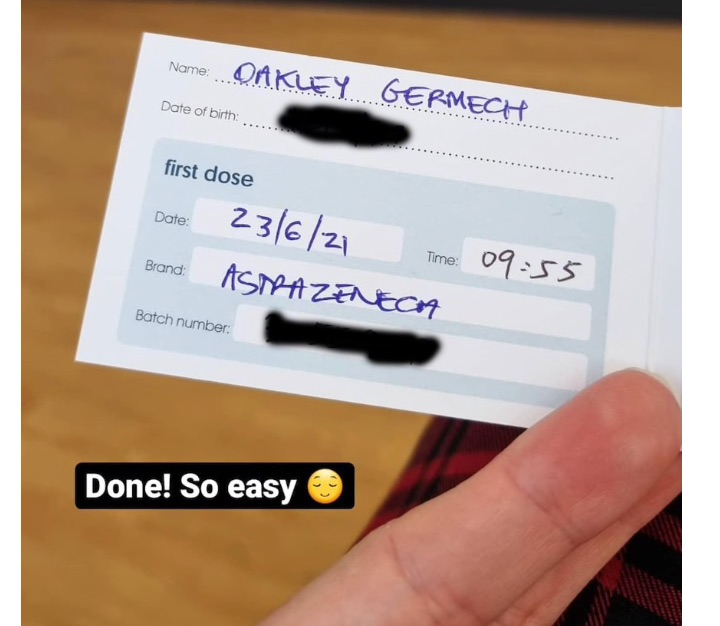 Name: OAKLEY GERMECH
Date of birth:
first dose
Date: 23/6/21 Time: 09:55
Brand: ASTRAZENECA
Batch number:
Done! So easy 😌